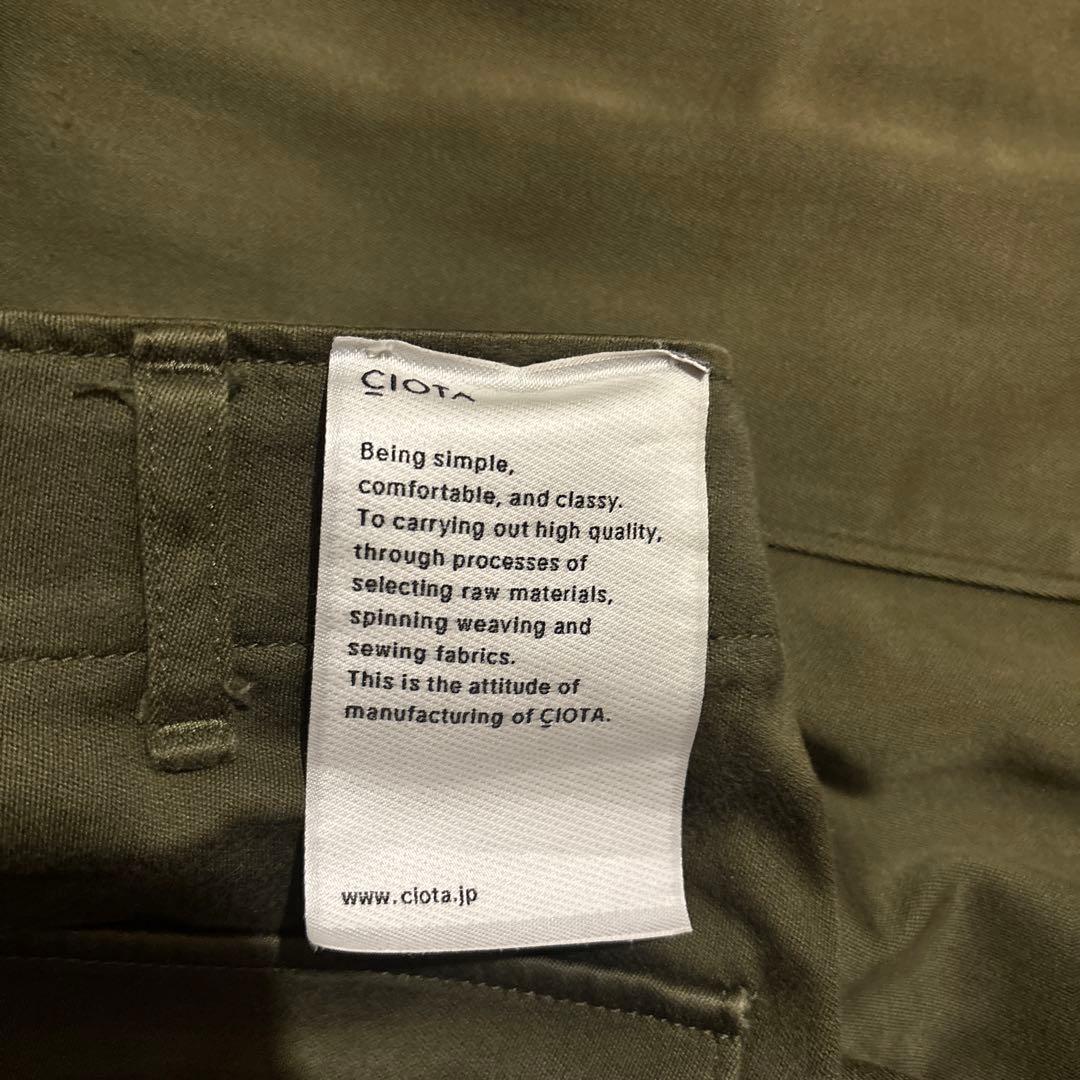 ÇIOTA
Being simple,
comfortable, and classy.
To carrying out high quality,
through processes of
selecting raw materials,
spinning weaving and
sewing fabrics.
This is the attitude of
manufacturing of ÇIOTA.
www.ciota.jp